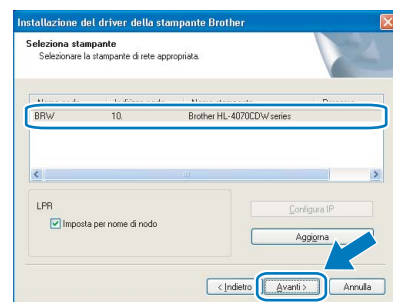 Installazione del driver della stampante Brother
Seleziona stampante
Selezionare la stampante di rete appropriata.
BRW 10. Brother HL-4070CDW series
LPR
Imposta per nome di nodo
Configura IP
Aggiorna
< Indietro Avanti > Annulla